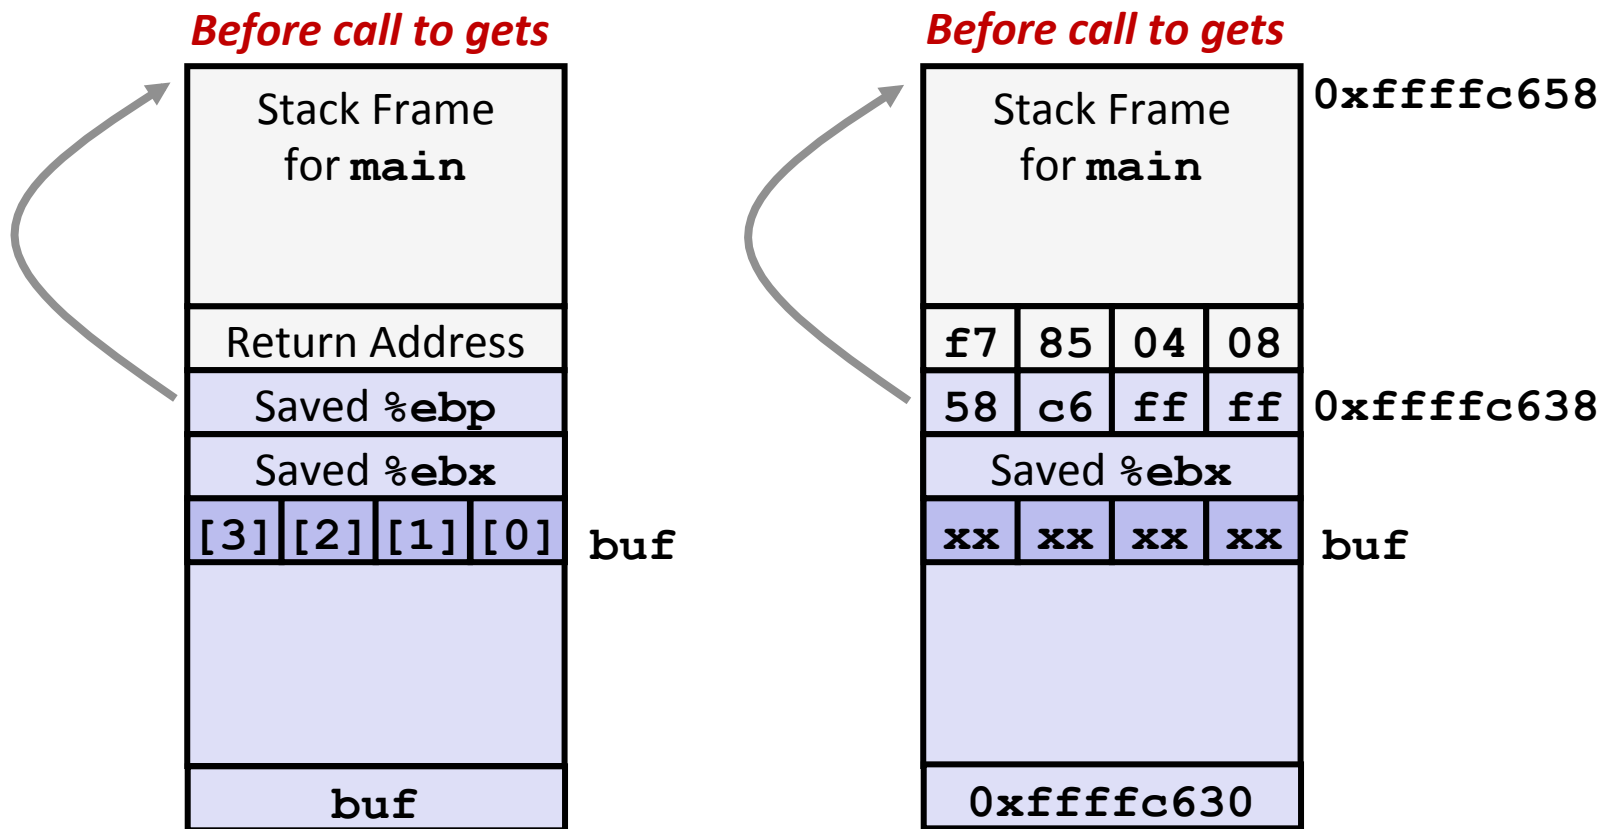 Before call to gets
Stack Frame
for main
Return Address
Saved %ebp
Saved %ebx
[3] [2] [1] [0] buf
buf
Before call to gets
Stack Frame
for main
0xffffc658
f7 85 04 08
58 c6 ff ff 0xffffc638
Saved %ebx
xx xx xx xx buf
0xffffc630